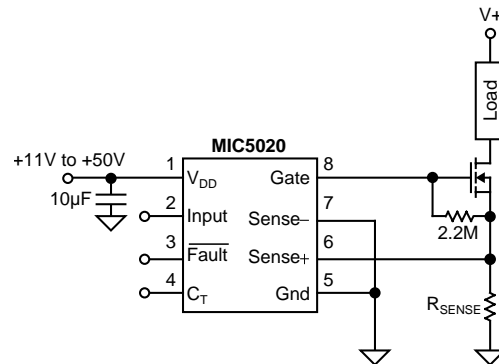 V+
Load
MIC5020
+11V to +50V
10µF
1 V_DD Gate 8
2 Input Sense− 7
3 Fault Sense+ 6
4 C_T Gnd 5
2.2M
R_SENSE